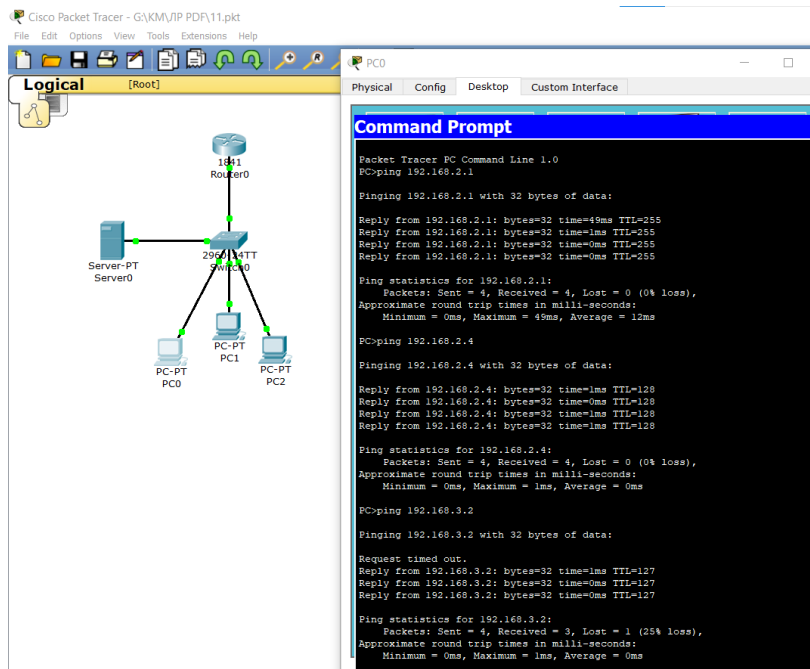 Cisco Packet Tracer - G:\КМ\ЛР PDF\11.pkt
File Edit Options View Tools Extensions Help
Logical [Root]
1841
Router0
Server-PT
Server0
2960-24TT
Switch0
PC-PT
PC1
PC-PT
PC0
PC-PT
PC2
PC0
Physical Config Desktop Custom Interface
Command Prompt
Packet Tracer PC Command Line 1.0
PC>ping 192.168.2.1
Pinging 192.168.2.1 with 32 bytes of data:
Reply from 192.168.2.1: bytes=32 time=49ms TTL=255
Reply from 192.168.2.1: bytes=32 time=1ms TTL=255
Reply from 192.168.2.1: bytes=32 time=0ms TTL=255
Reply from 192.168.2.1: bytes=32 time=0ms TTL=255
Ping statistics for 192.168.2.1:
Packets: Sent = 4, Received = 4, Lost = 0 (0% loss),
Approximate round trip times in milli-seconds:
Minimum = 0ms, Maximum = 49ms, Average = 12ms
PC>ping 192.168.2.4
Pinging 192.168.2.4 with 32 bytes of data:
Reply from 192.168.2.4: bytes=32 time=1ms TTL=128
Reply from 192.168.2.4: bytes=32 time=0ms TTL=128
Reply from 192.168.2.4: bytes=32 time=1ms TTL=128
Reply from 192.168.2.4: bytes=32 time=1ms TTL=128
Ping statistics for 192.168.2.4:
Packets: Sent = 4, Received = 4, Lost = 0 (0% loss),
Approximate round trip times in milli-seconds:
Minimum = 0ms, Maximum = 1ms, Average = 0ms
PC>ping 192.168.3.2
Pinging 192.168.3.2 with 32 bytes of data:
Request timed out.
Reply from 192.168.3.2: bytes=32 time=1ms TTL=127
Reply from 192.168.3.2: bytes=32 time=0ms TTL=127
Reply from 192.168.3.2: bytes=32 time=0ms TTL=127
Ping statistics for 192.168.3.2:
Packets: Sent = 4, Received = 3, Lost = 1 (25% loss),
Approximate round trip times in milli-seconds:
Minimum = 0ms, Maximum = 1ms, Average = 0ms